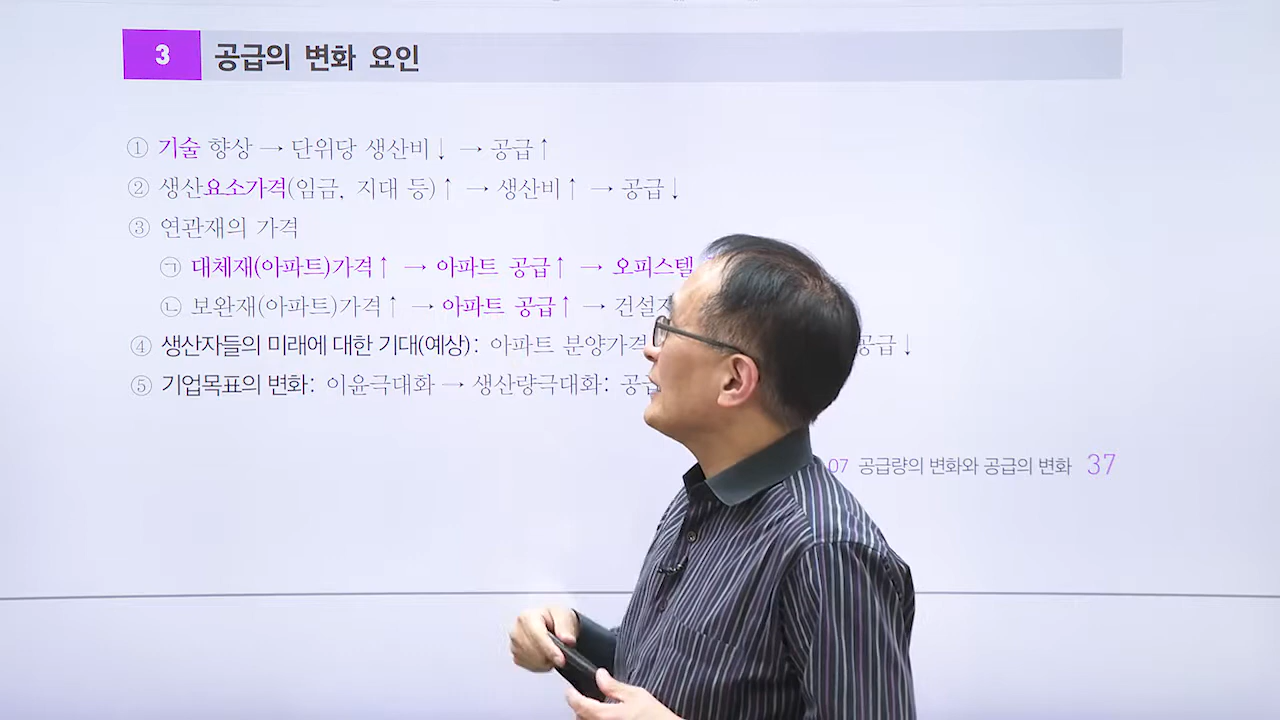 3 공급의 변화 요인
① 기술 향상 → 단위당 생산비↓ → 공급↑
② 생산요소가격(임금, 지대 등)↑ → 생산비↑ → 공급↓
③ 연관재의 가격
㉠ 대체재(아파트)가격↑ → 아파트 공급↑ → 오피스텔
㉡ 보완재(아파트)가격↑ → 아파트 공급↑ → 건설
④ 생산자들의 미래에 대한 기대(예상): 아파트 분양가격 공급↓
⑤ 기업목표의 변화: 이윤극대화 → 생산량극대화: 공급
07 공급량의 변화와 공급의 변화 37